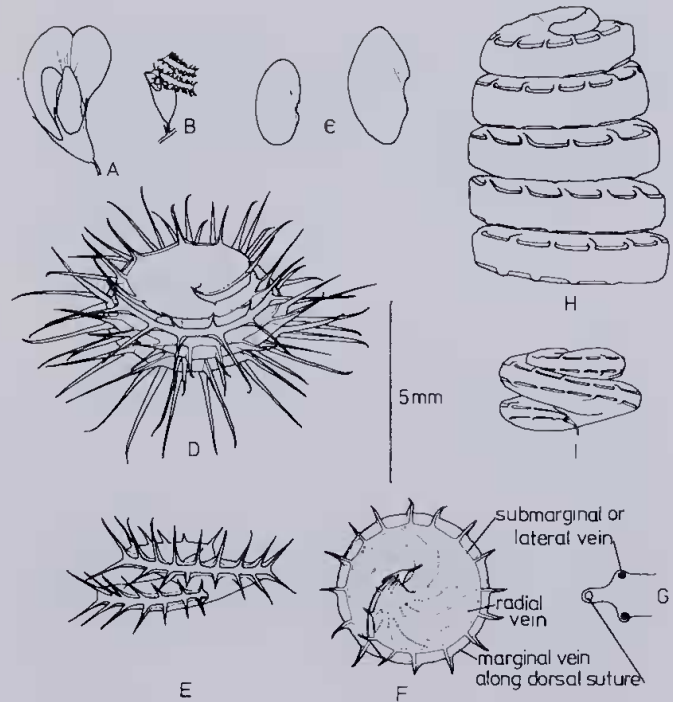 A
B
C
H
D
5mm
I
E
F
submarginal or
lateral vein
radial
vein
marginal vein
along dorsal suture
G